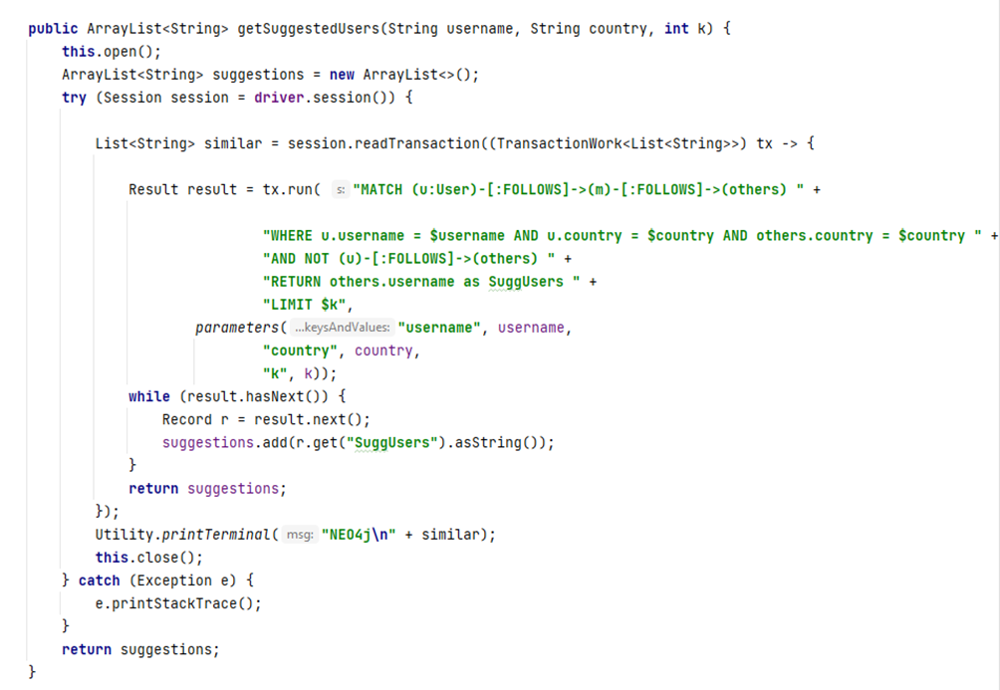 public ArrayList<String> getSuggestedUsers(String username, String country, int k) {
this.open();
ArrayList<String> suggestions = new ArrayList<>();
try (Session session = driver.session()) {
List<String> similar = session.readTransaction((TransactionWork<List<String>>) tx -> {
Result result = tx.run( s: "MATCH (u:User)-[:FOLLOWS]->(m)-[:FOLLOWS]->(others) " +
"WHERE u.username = $username AND u.country = $country AND others.country = $country " +
"AND NOT (u)-[:FOLLOWS]->(others) " +
"RETURN others.username as SuggUsers " +
"LIMIT $k",
parameters( ...keysAndValues: "username", username,
"country", country,
"k", k));
while (result.hasNext()) {
Record r = result.next();
suggestions.add(r.get("SuggUsers").asString());
}
return suggestions;
});
Utility.printTerminal( msg: "NEO4j\n" + similar);
this.close();
} catch (Exception e) {
e.printStackTrace();
}
return suggestions;
}